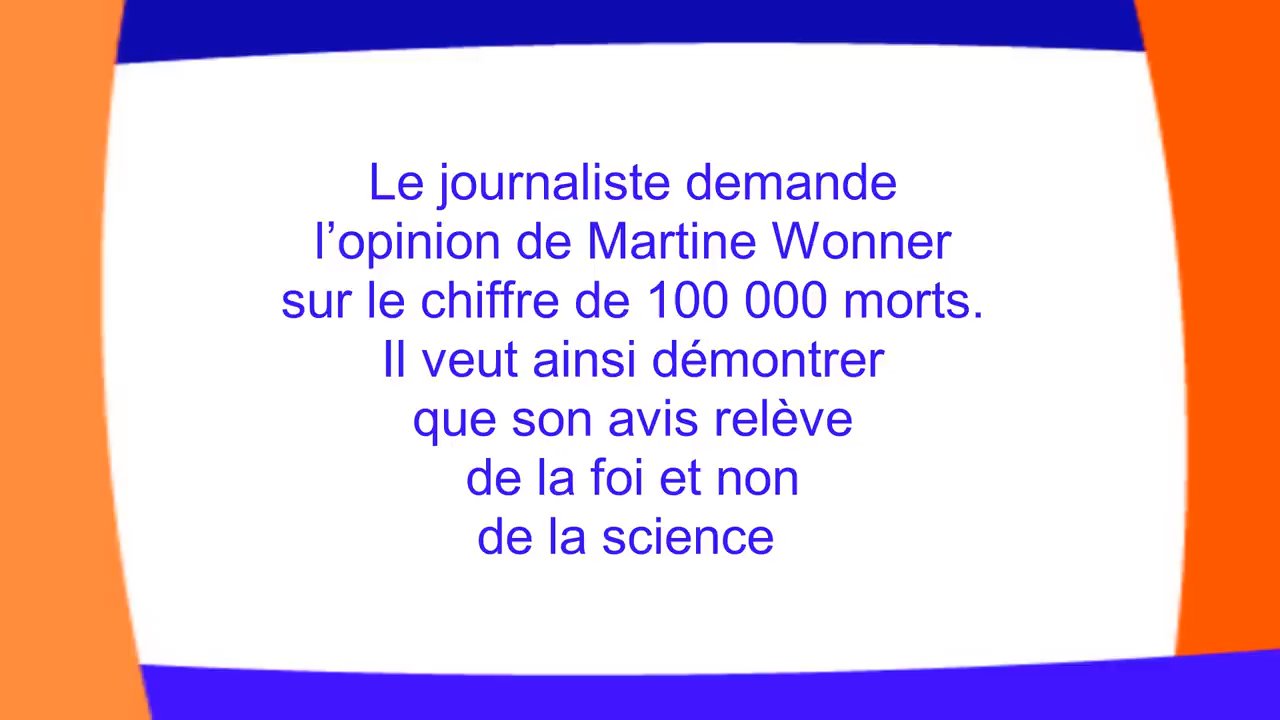 Le journaliste demande
l’opinion de Martine Wonner
sur le chiffre de 100 000 morts.
Il veut ainsi démontrer
que son avis relève
de la foi et non
de la science